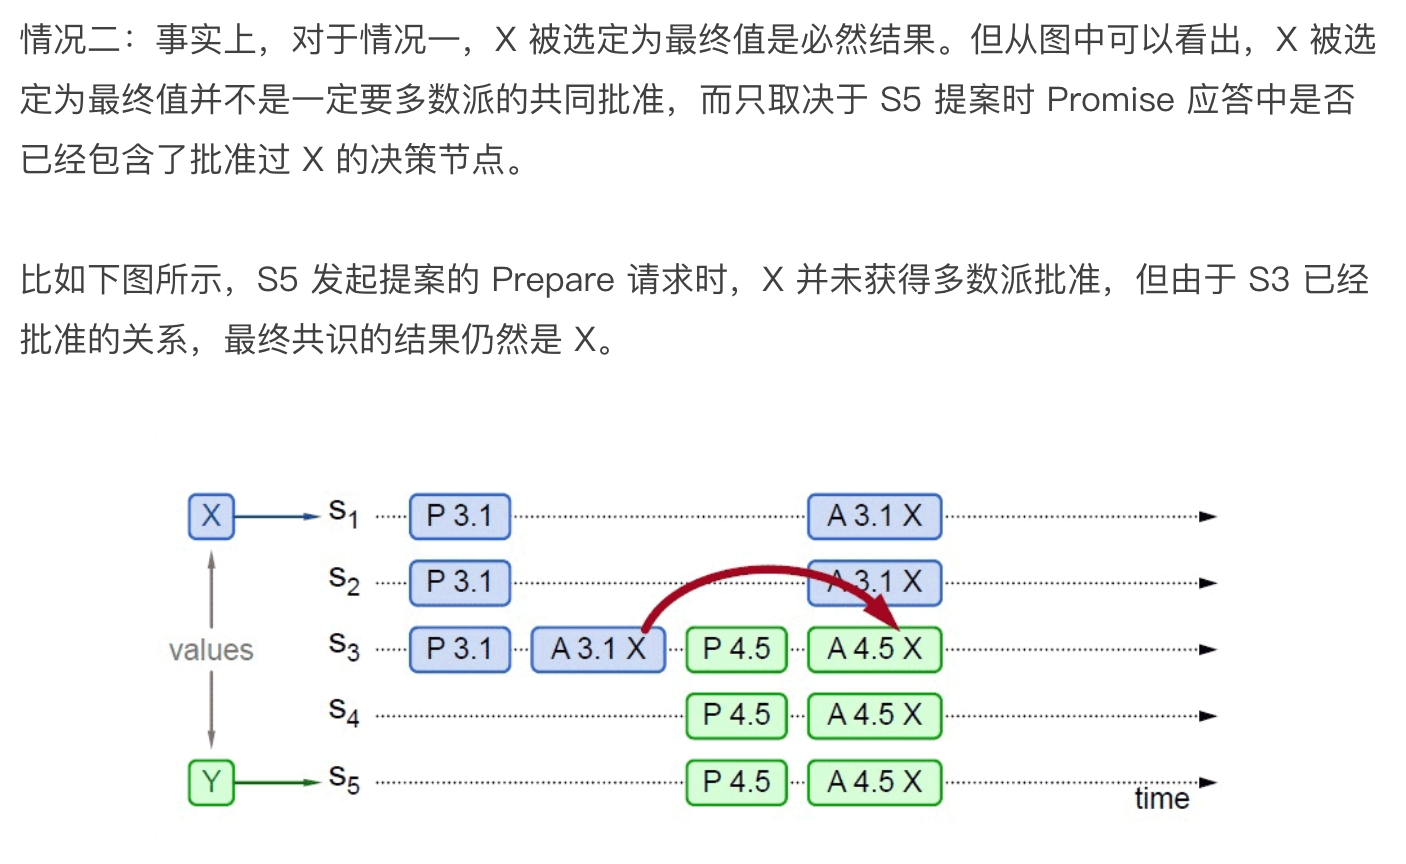 情况二：事实上，对于情况一，X 被选定为最终值是必然结果。但从图中可以看出，X 被选
定为最终值并不是一定要多数派的共同批准，而只取决于 S5 提案时 Promise 应答中是否
已经包含了批准过 X 的决策节点。
比如下图所示，S5 发起提案的 Prepare 请求时，X 并未获得多数派批准，但由于 S3 已经
批准的关系，最终共识的结果仍然是 X。
X S1 P 3.1 A 3.1 X
S2 P 3.1 A 3.1 X
values S3 P 3.1 A 3.1 X P 4.5 A 4.5 X
S4 P 4.5 A 4.5 X
Y S5 P 4.5 A 4.5 X
time